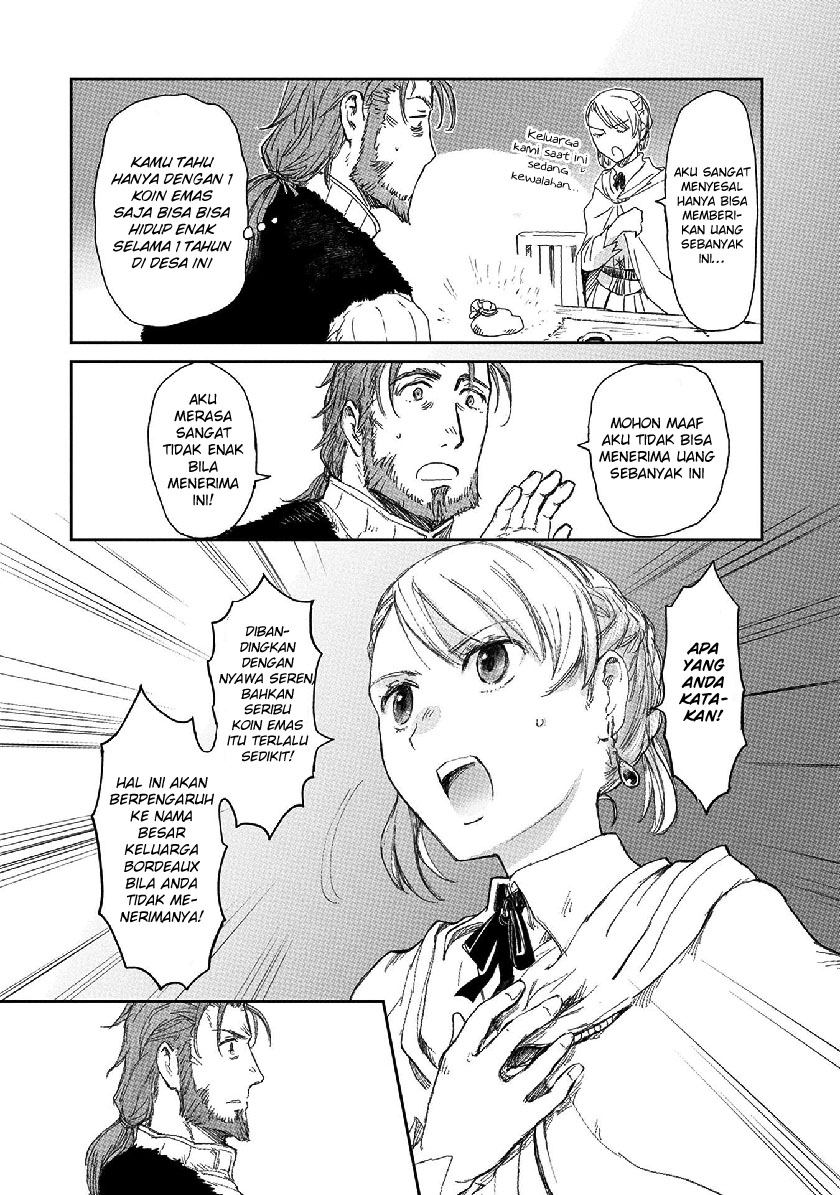 AKU SANGAT
MENYESAL
HANYA BISA
MEMBERI-
KAN UANG
SEBANYAK
INI...
Keluarga
kami saat ini
sedang
kewalahan...
KAMU TAHU
HANYA DENGAN 1
KOIN EMAS
SAJA BISA BISA
HIDUP ENAK
SELAMA 1 TAHUN
DI DESA INI
MOHON MAAF
AKU TIDAK BISA
MENERIMA UANG
SEBANYAK INI
AKU
MERASA
SANGAT
TIDAK ENAK
BILA
MENERIMA
INI!
APA
YANG
ANDA
KATA-
KAN!
DIBAN-
DINGKAN
DENGAN
NYAWA SEREN,
BAHKAN
SERIBU
KOIN EMAS
ITU TERLALU
SEDIKIT!
HAL INI AKAN
BERPENGARUH
KE NAMA
BESAR
KELUARGA
BORDEAUX
BILA ANDA
TIDAK ME-
NERIMANYA!